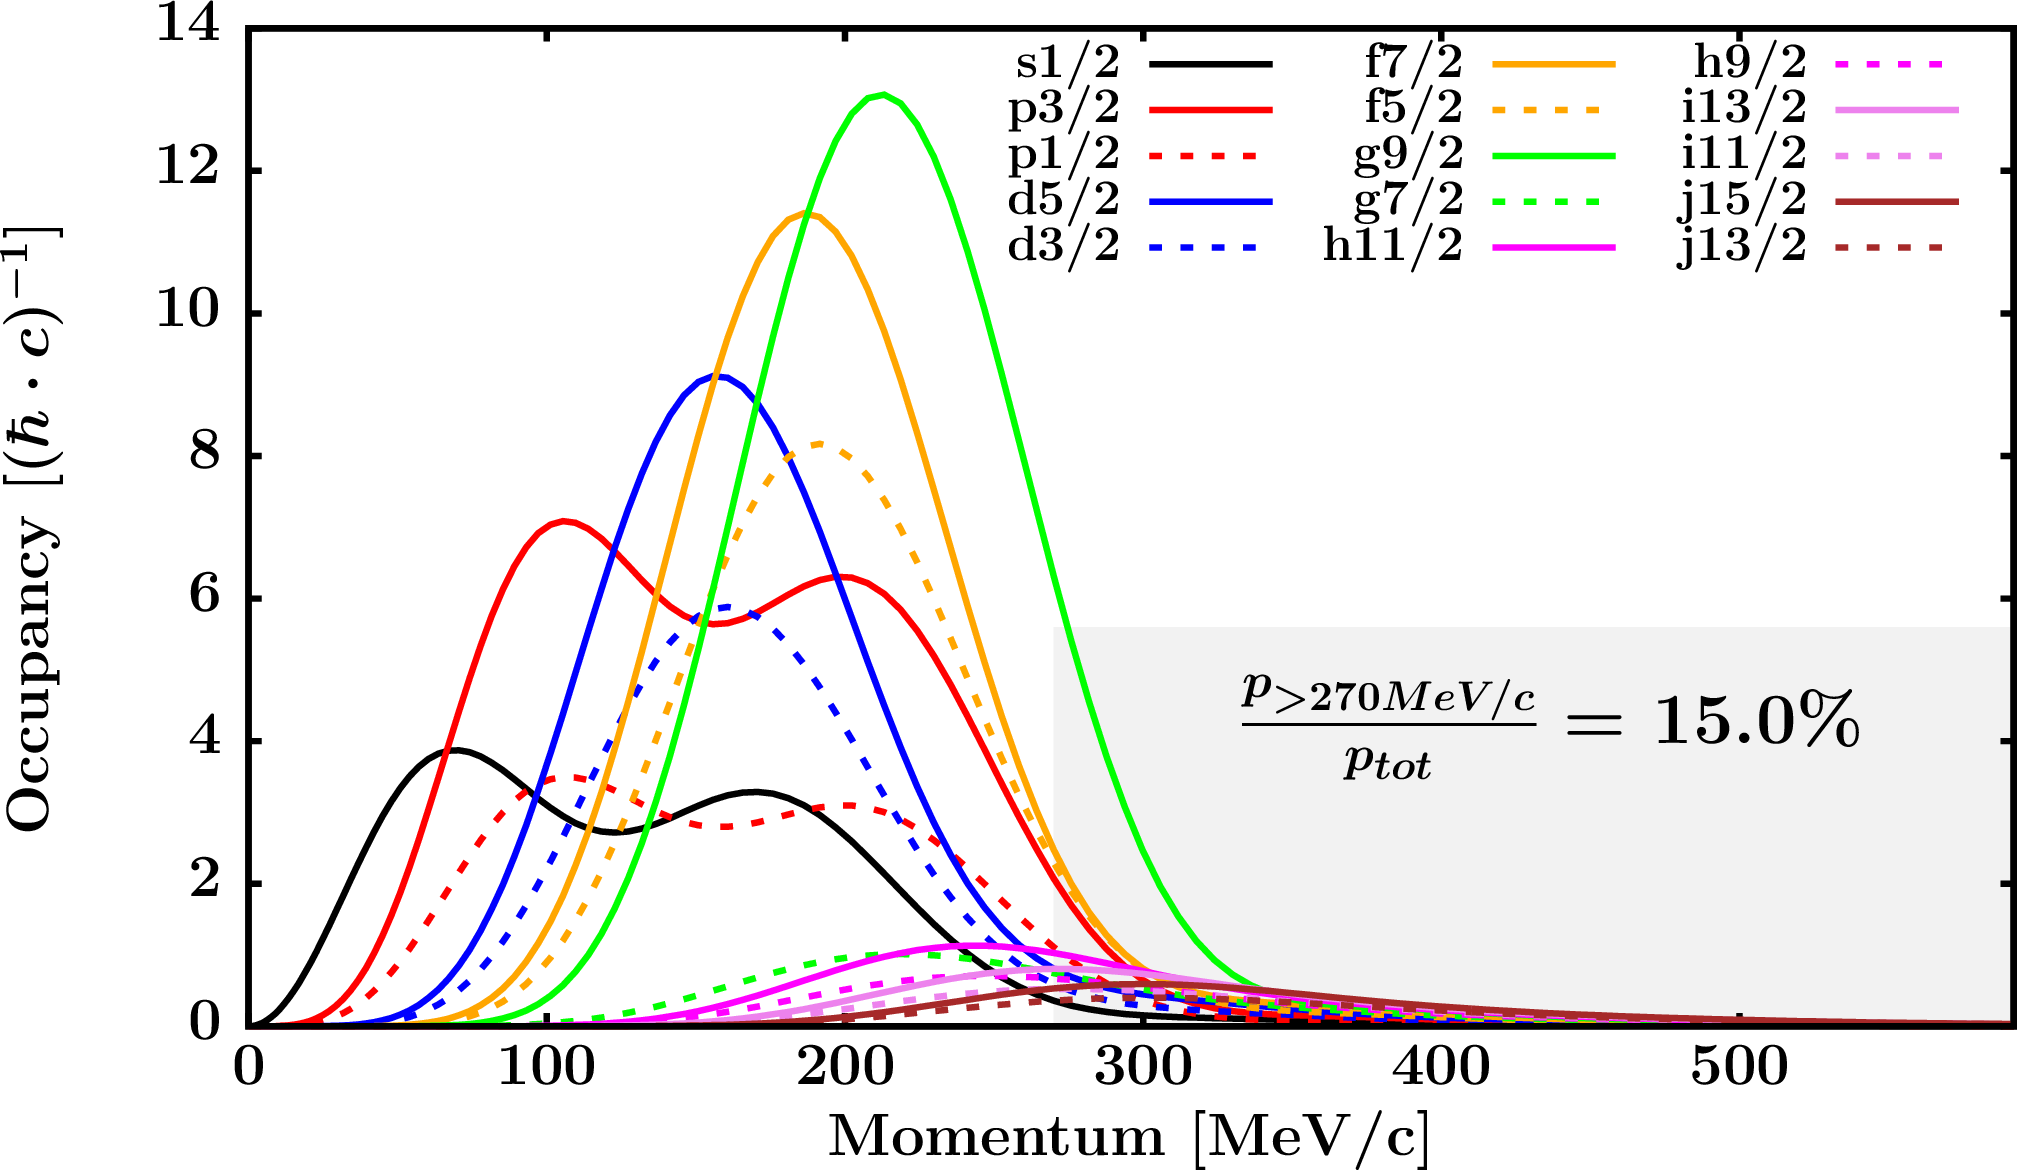 14
12
10
8
6
4
2
0
0 100 200 300 400 500
Occupancy [(ℏ · c)⁻¹]
Momentum [MeV/c]
s1/2 f7/2 h9/2
p3/2 f5/2 i13/2
p1/2 g9/2 i11/2
d5/2 g7/2 j15/2
d3/2 h11/2 j13/2
p>270MeV/c
/ptot = 15.0%